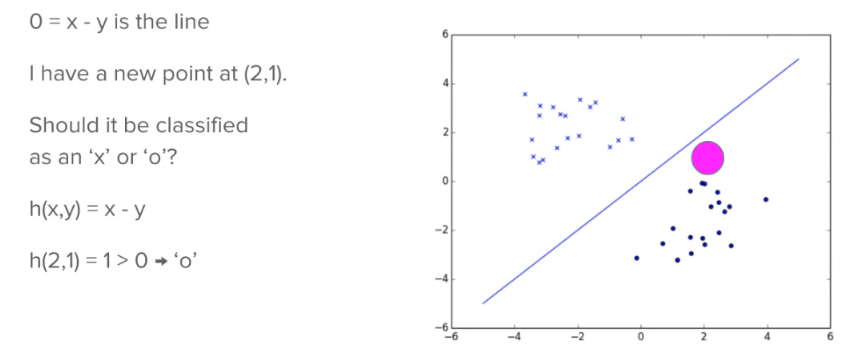 0 = x - y is the line
I have a new point at (2,1).
Should it be classified
as an ‘x’ or ‘o’?
h(x,y) = x - y
h(2,1) = 1 > 0 → ‘o’
6
4
2
0
−2
−4
−6
−6 −4 −2 0 2 4 6